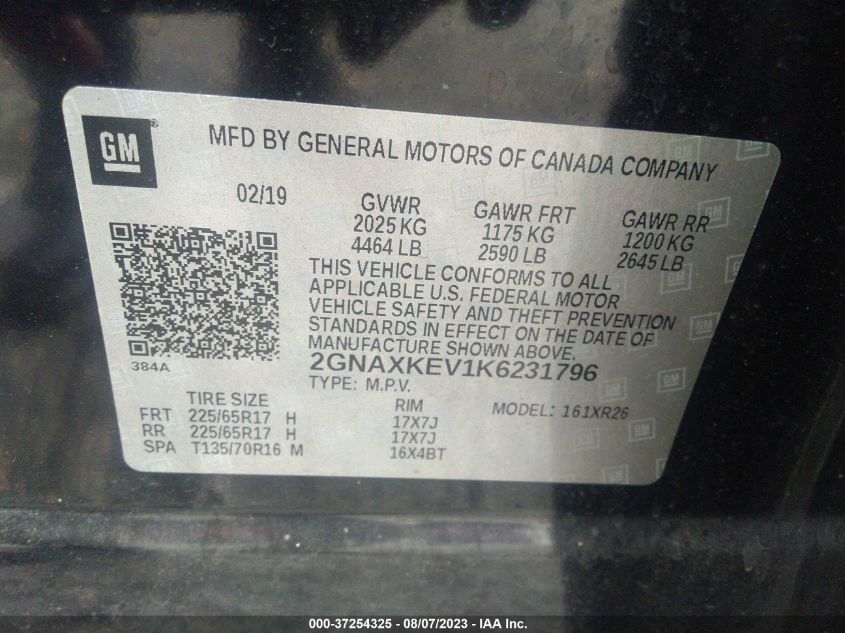 GM
MFD BY GENERAL MOTORS OF CANADA COMPANY
02/19
GVWR
2025 KG
4464 LB
GAWR FRT
1175 KG
2590 LB
GAWR RR
1200 KG
2645 LB
THIS VEHICLE CONFORMS TO ALL
APPLICABLE U.S. FEDERAL MOTOR
VEHICLE SAFETY AND THEFT PREVENTION
STANDARDS IN EFFECT ON THE DATE OF
MANUFACTURE SHOWN ABOVE.
384A
2GNAXKEV1K6231796
TYPE: M.P.V.
MODEL: 161XR26
TIRE SIZE RIM
FRT 225/65R17 H 17X7J
RR 225/65R17 H 17X7J
SPA T135/70R16 M 16X4BT
000-37254325 - 08/07/2023 - IAA Inc.